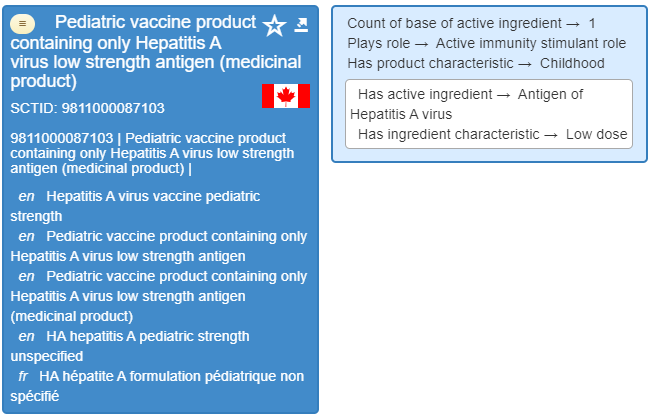 Pediatric vaccine product
containing only Hepatitis A
virus low strength antigen (medicinal
product)
SCTID: 9811000087103
9811000087103 | Pediatric vaccine product
containing only Hepatitis A virus low strength
antigen (medicinal product) |
en Hepatitis A virus vaccine pediatric
strength
en Pediatric vaccine product containing only
Hepatitis A virus low strength antigen
en Pediatric vaccine product containing only
Hepatitis A virus low strength antigen
(medicinal product)
en HA hepatitis A pediatric strength
unspecified
fr HA hépatite A formulation pédiatrique non
spécifié
Count of base of active ingredient → 1
Plays role → Active immunity stimulant role
Has product characteristic → Childhood
Has active ingredient → Antigen of
Hepatitis A virus
Has ingredient characteristic → Low dose